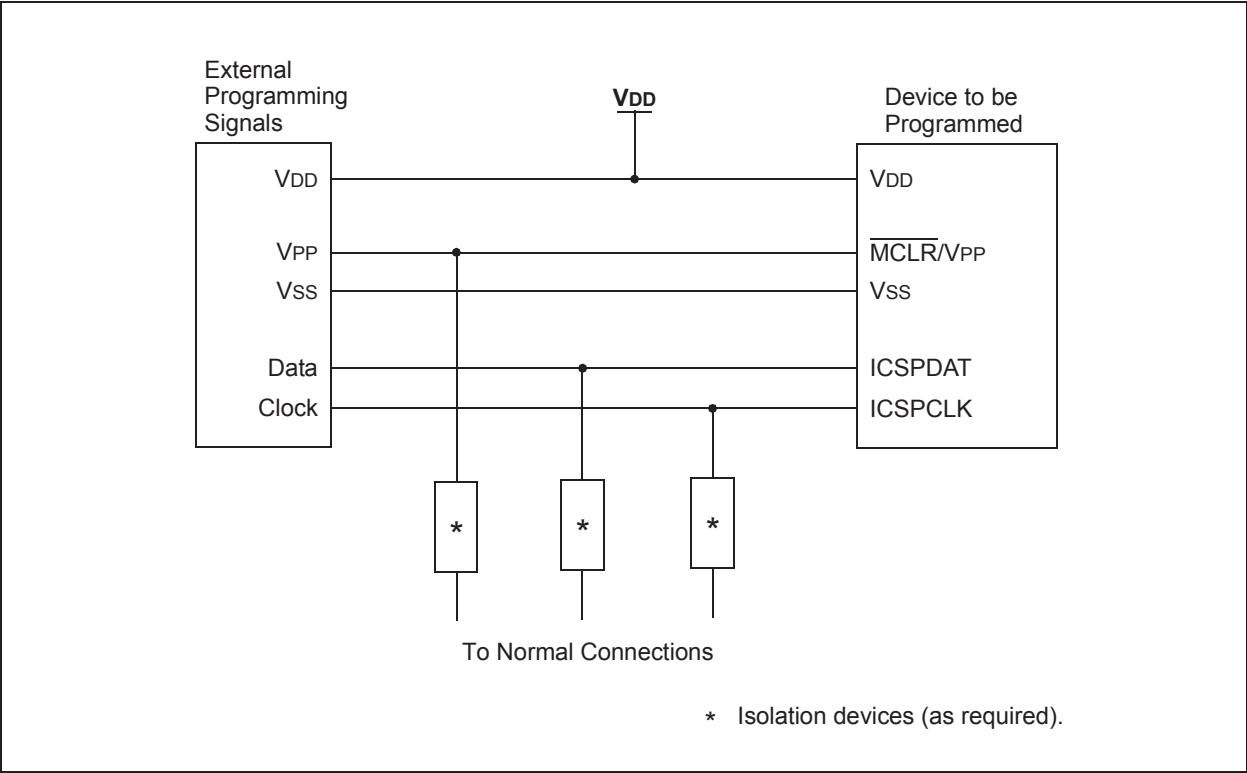 External
Programming
Signals
VDD
Device to be
Programmed
VDD
VDD
VPP
MCLR/VPP
VSS
VSS
Data
ICSPDAT
Clock
ICSPCLK
*
*
*
To Normal Connections
* Isolation devices (as required).